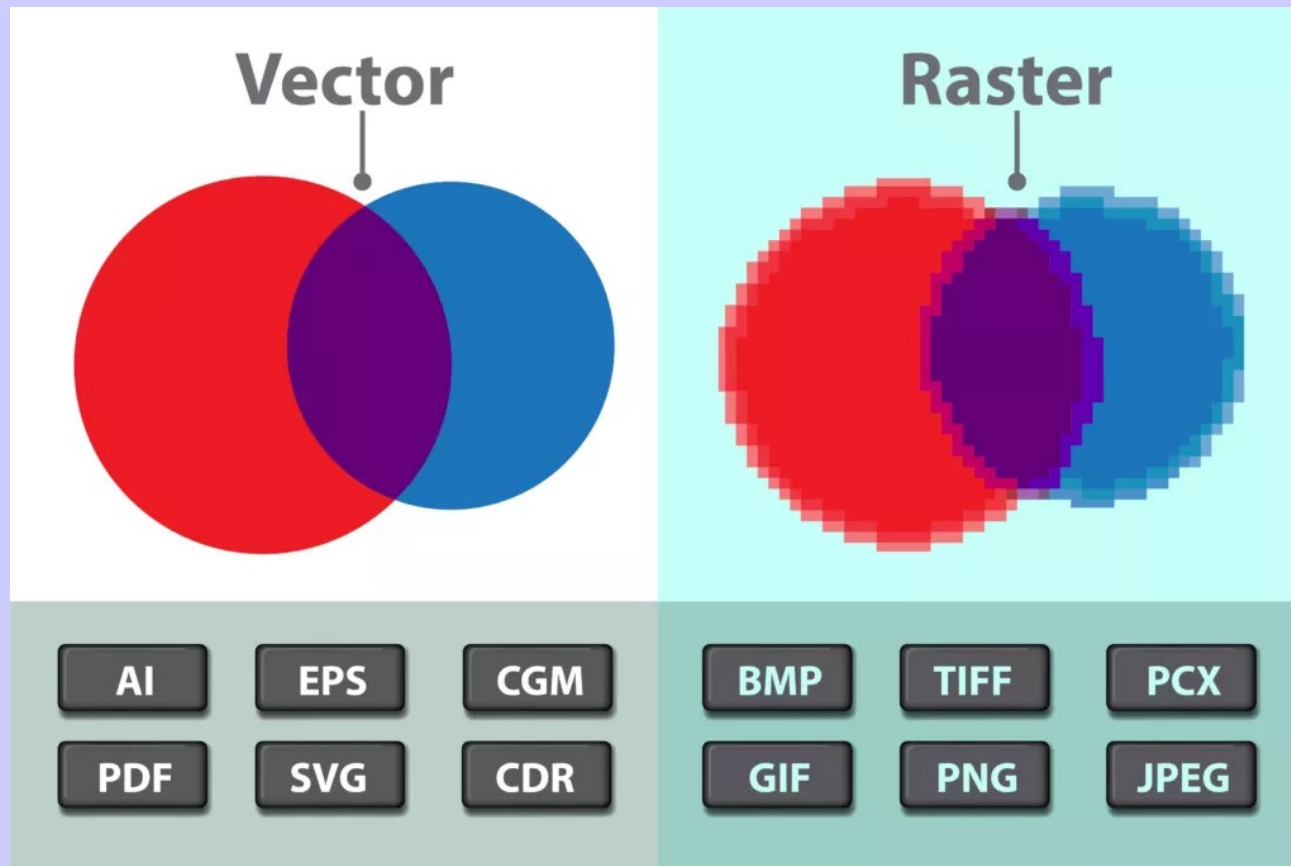 Vector
Raster
AI EPS CGM
PDF SVG CDR
BMP TIFF PCX
GIF PNG JPEG